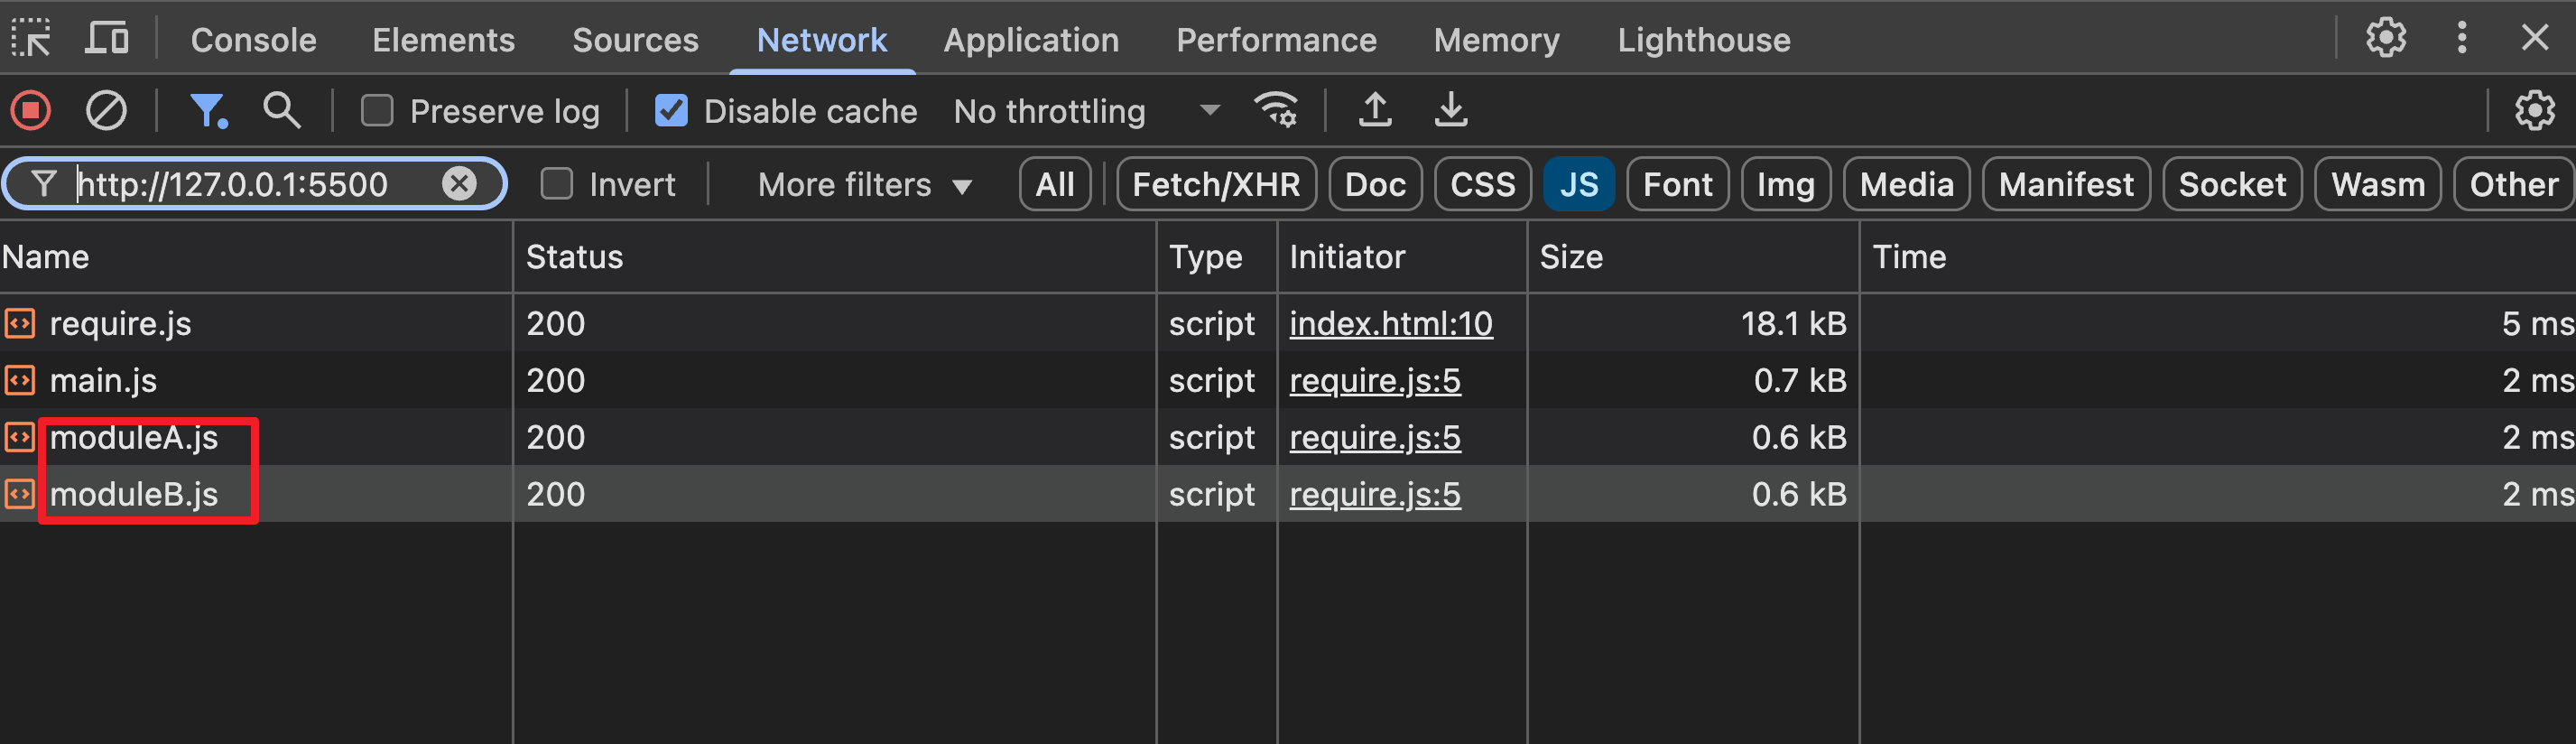 Console Elements Sources Network Application Performance Memory Lighthouse
Preserve log Disable cache No throttling
http://127.0.0.1:5500 Invert More filters All Fetch/XHR Doc CSS JS Font Img Media Manifest Socket Wasm Other
Name Status Type Initiator Size Time
require.js 200 script index.html:10 18.1 kB 5 ms
main.js 200 script require.js:5 0.7 kB 2 ms
moduleA.js 200 script require.js:5 0.6 kB 2 ms
moduleB.js 200 script require.js:5 0.6 kB 2 ms